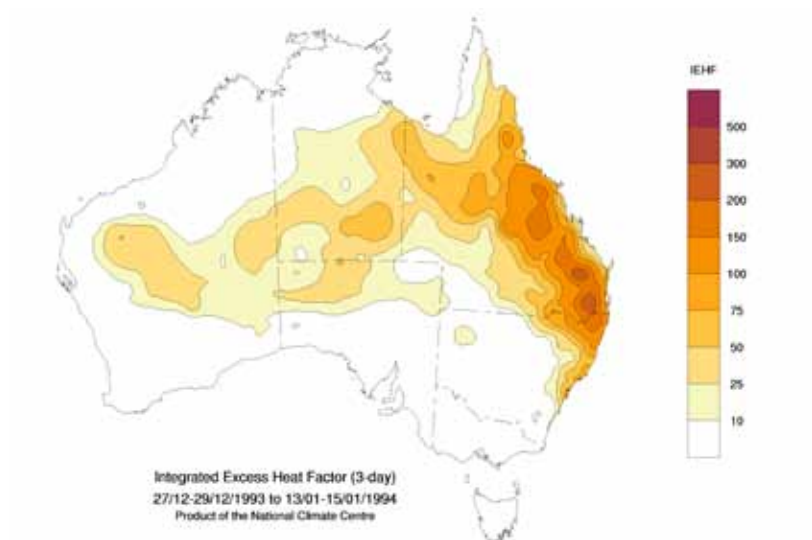 IEHF
500
300
200
150
100
75
50
25
10
Integrated Excess Heat Factor (3-day)
27/12-29/12/1993 to 13/01-15/01/1994
Product of the National Climate Centre